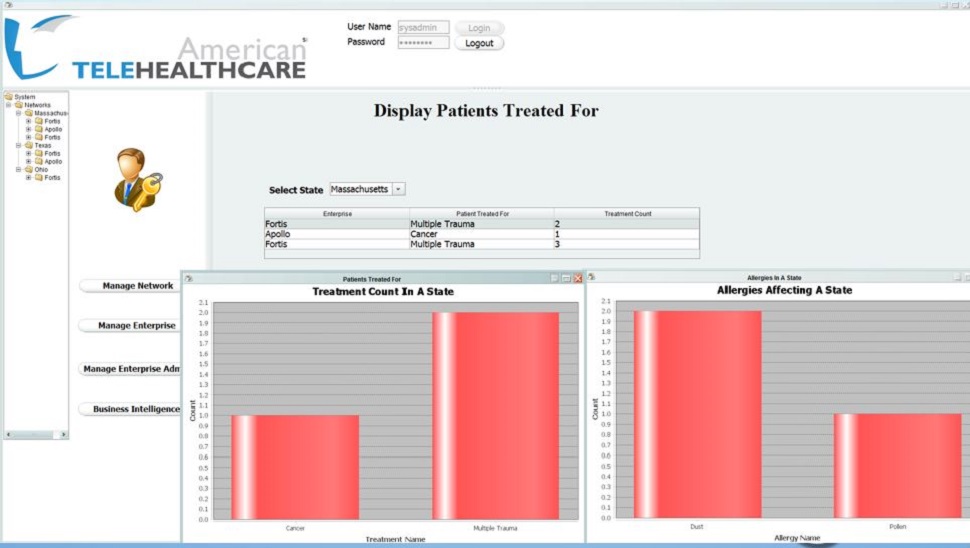 User Name sysadmin Login
Password ******** Logout
American
TELEHEALTHCARE
System
Networks
Massachus
Fortis
Apollo
Fortis
Texas
Fortis
Apollo
Ohio
Fortis
Display Patients Treated For
Select State Massachusetts
Enterprise Patient Treated For Treatment Count
Fortis Multiple Trauma 2
Apollo Cancer 1
Fortis Multiple Trauma 3
Manage Network
Manage Enterprise
Manage Enterprise Adm
Business Intelligence
Patients Treated For
Treatment Count In A State
2.1
2.0
1.9
1.8
1.7
1.6
1.5
1.4
1.3
1.2
1.1
1.0
0.9
0.8
0.7
0.6
0.5
0.4
0.3
0.2
0.1
0.0
Count
Cancer Multiple Trauma
Treatment Name
Allergies In A State
Allergies Affecting A State
2.1
2.0
1.9
1.8
1.7
1.6
1.5
1.4
1.3
1.2
1.1
1.0
0.9
0.8
0.7
0.6
0.5
0.4
0.3
0.2
0.1
0.0
Count
Dust Pollen
Allergy Name